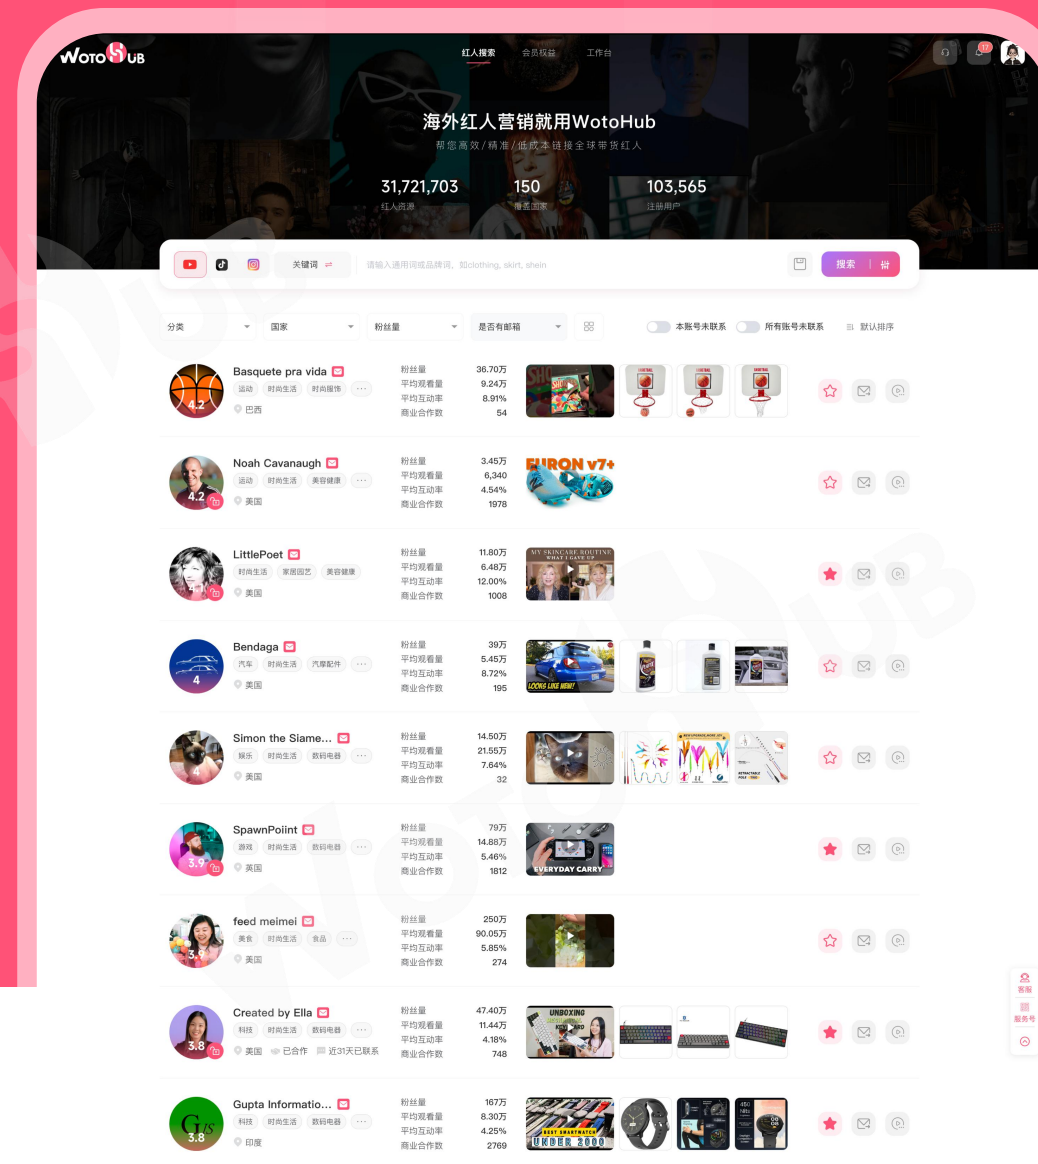 WotoHub
红人搜索 会员权益 工作台
17
海外红人营销就用WotoHub
帮您高效/精准/低成本链接全球带货红人
31,721,703 150 103,565
红人资源 覆盖国家 注册用户
关键词 请输入通用词或品牌词, 如clothing, skirt, shein 搜索
分类 国家 粉丝量 是否有邮箱 本账号未联系 所有账号未联系 默认排序
Basquete pra vida
运动 时尚生活 时尚服饰 ···
4.2
巴西
粉丝量 36.70万
平均观看量 9.24万
平均互动率 8.91%
商业合作数 54
Noah Cavanaugh
运动 时尚生活 美容健康 ···
4.2
美国
粉丝量 3.45万
平均观看量 6,340
平均互动率 4.54%
商业合作数 1978
FURON v7+
LittlePoet
时尚生活 家居园艺 美容健康
4.1
美国
粉丝量 11.80万
平均观看量 6.48万
平均互动率 12.00%
商业合作数 1008
MY SKINCARE ROUTINE
WHAT I GAVE UP
Bendaga
汽车 时尚生活 汽摩配件 ···
4
美国
粉丝量 39万
平均观看量 5.45万
平均互动率 8.72%
商业合作数 195
LOOKS LIKE NEW!
Simon the Siame...
娱乐 时尚生活 数码电器 ···
4
美国
粉丝量 14.50万
平均观看量 21.55万
平均互动率 7.64%
商业合作数 32
RETRACTABLE
POLE
SpawnPoiint
游戏 时尚生活 数码电器 ···
3.9
英国
粉丝量 79万
平均观看量 14.88万
平均互动率 5.46%
商业合作数 1812
EVERYDAY CARRY
feed meimei
美食 时尚生活 食品 ···
3.9
美国
粉丝量 250万
平均观看量 90.05万
平均互动率 5.85%
商业合作数 274
客服
服务号
Created by Ella
科技 时尚生活 数码电器 ···
3.8
美国 已合作 近31天已联系
粉丝量 47.40万
平均观看量 11.44万
平均互动率 4.18%
商业合作数 748
UNBOXING
Gupta Informatio...
科技 时尚生活 数码电器 ···
GIS
3.8
印度
粉丝量 167万
平均观看量 8.30万
平均互动率 4.25%
商业合作数 2769
BEST SMARTWATCH
UNDER 2000
WOTOHUB